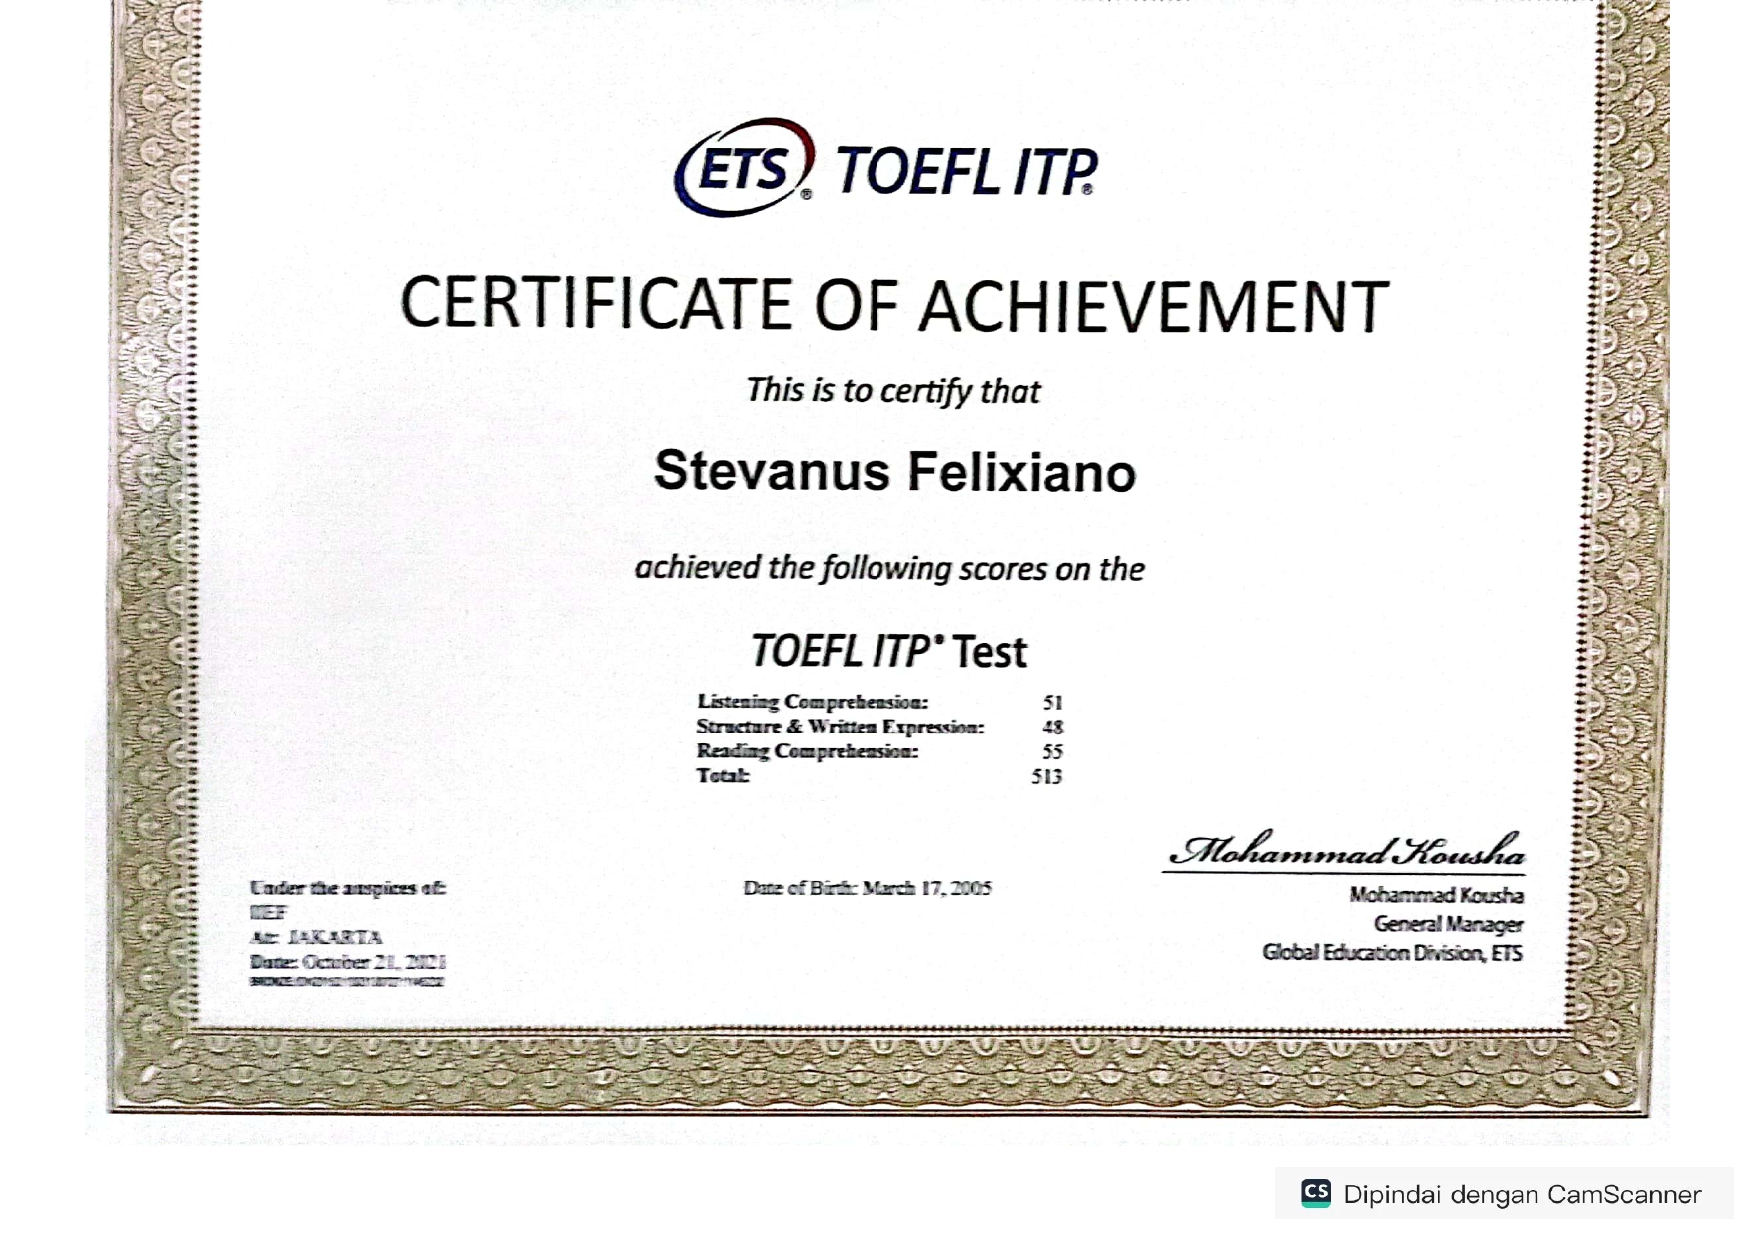 ETS® TOEFL ITP®
CERTIFICATE OF ACHIEVEMENT
This is to certify that
Stevanus Felixiano
achieved the following scores on the
TOEFL ITP® Test
Listening Comprehension: 51
Structure & Written Expression: 48
Reading Comprehension: 55
Total: 513
Mohammad Kousha
Under the auspices of:
At: JAKARTA
Date: October 21, 2021
Date of Birth: March 17, 2005
Mohammad Kousha
General Manager
Global Education Division, ETS
CS Dipindai dengan CamScanner